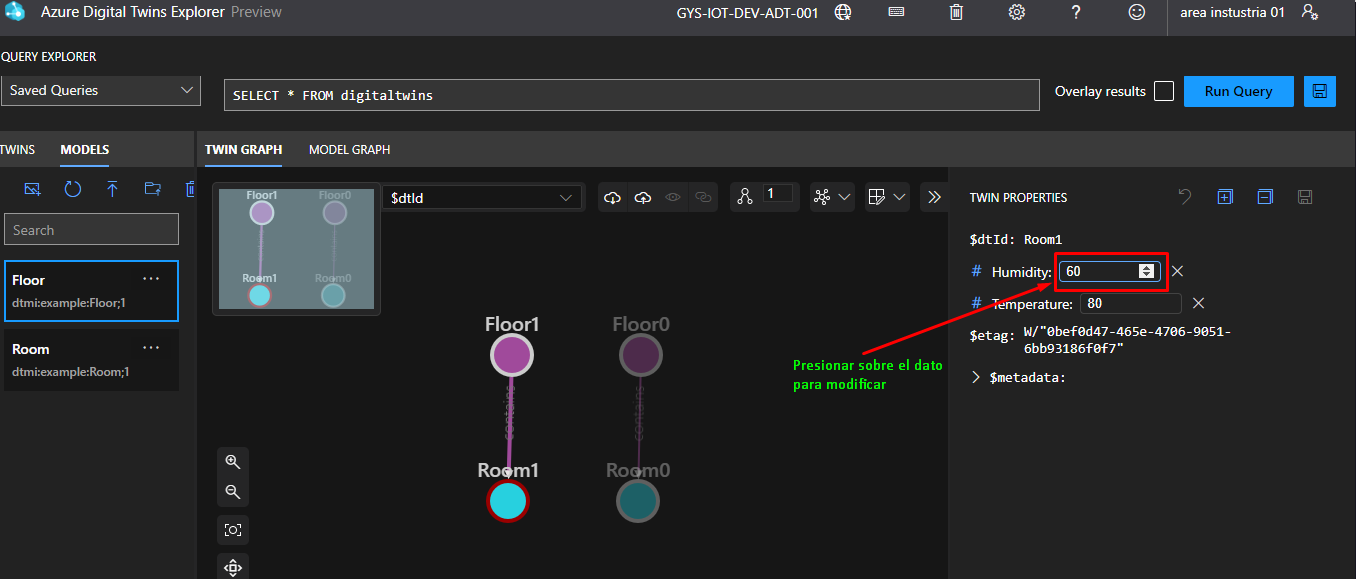 Azure Digital Twins Explorer Preview
GYS-IOT-DEV-ADT-001
area instustria 01
QUERY EXPLORER
Saved Queries
SELECT * FROM digitaltwins
Overlay results
Run Query
TWINS
MODELS
Search
Floor
dtmi:example:Floor;1
Room
dtmi:example:Room;1
TWIN GRAPH
MODEL GRAPH
$dtId
1
Floor1
Floor0
contains
contains
Room1
Room0
Floor1
Floor0
contains
contains
Room1
Room0
Presionar sobre el dato
para modificar
TWIN PROPERTIES
$dtId: Room1
# Humidity: 60
# Temperature: 80
$etag: W/"0bef0d47-465e-4706-9051-
6bb93186f0f7"
$metadata: